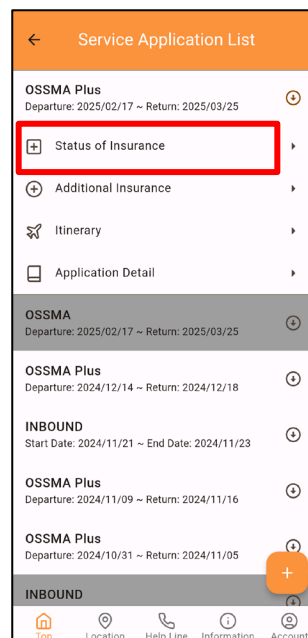 Service Application List
OSSMA Plus
Departure: 2025/02/17 ~ Return: 2025/03/25
Status of Insurance
Additional Insurance
Itinerary
Application Detail
OSSMA
Departure: 2025/02/17 ~ Return: 2025/03/25
OSSMA Plus
Departure: 2024/12/14 ~ Return: 2024/12/18
INBOUND
Start Date: 2024/11/21 ~ End Date: 2024/11/23
OSSMA Plus
Departure: 2024/11/09 ~ Return: 2024/11/16
OSSMA Plus
Departure: 2024/10/31 ~ Return: 2024/11/05
INBOUND
Top Location Help Line Information Account